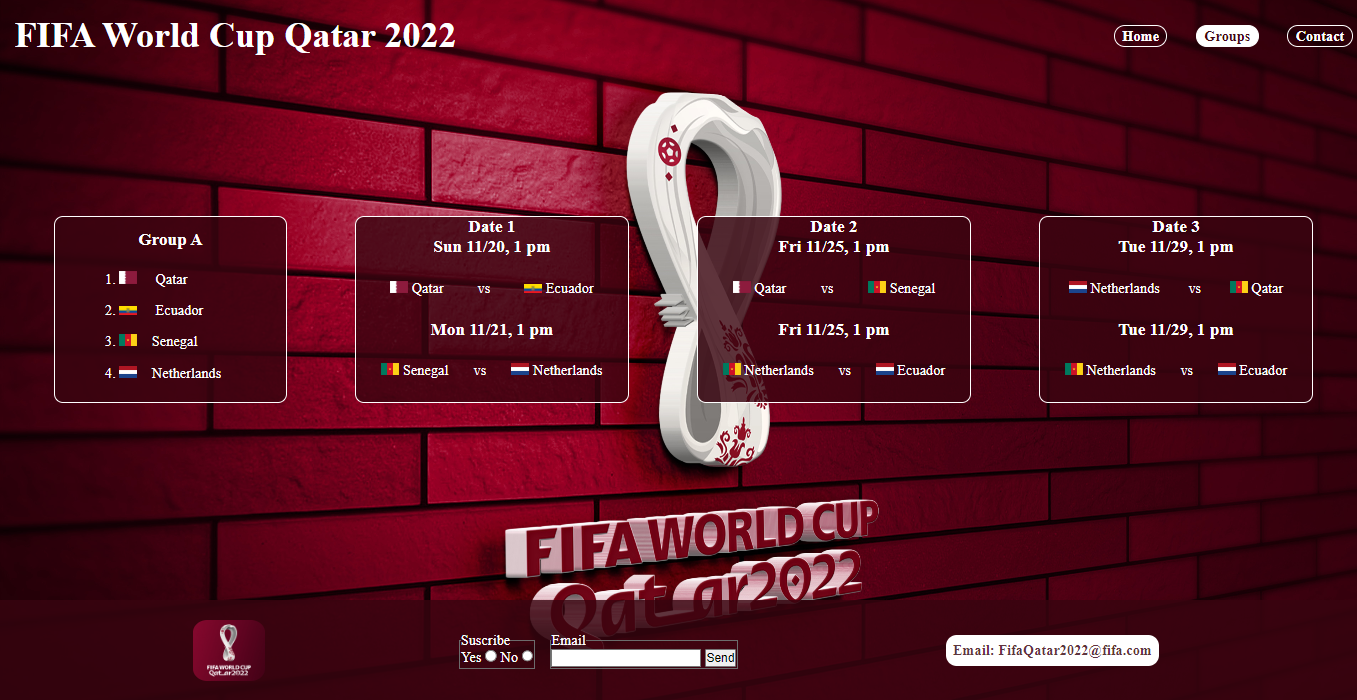 FIFA World Cup Qatar 2022
Home Groups Contact
Group A
1. Qatar
2. Ecuador
3. Senegal
4. Netherlands
Date 1
Sun 11/20, 1 pm
Qatar vs Ecuador
Mon 11/21, 1 pm
Senegal vs Netherlands
Date 2
Fri 11/25, 1 pm
Qatar vs Senegal
Fri 11/25, 1 pm
Netherlands vs Ecuador
Date 3
Tue 11/29, 1 pm
Netherlands vs Qatar
Tue 11/29, 1 pm
Netherlands vs Ecuador
FIFA WORLD CUP
Qatar2022
FIFA WORLD CUP
Qatar2022
Suscribe
Yes No
Email
Send
Email: FifaQatar2022@fifa.com